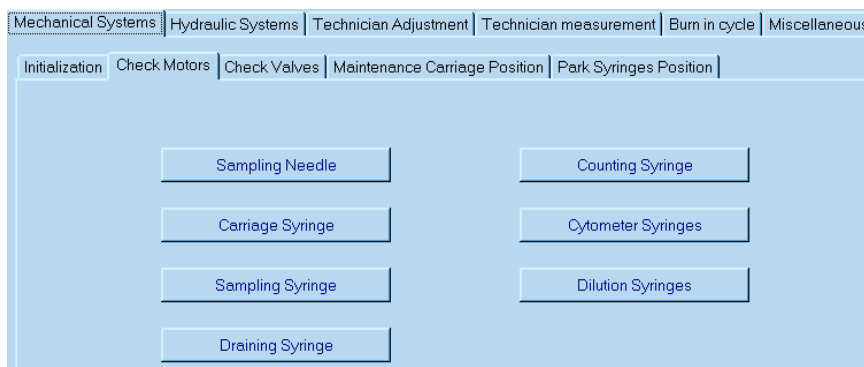 Mechanical Systems Hydraulic Systems Technician Adjustment Technician measurement Burn in cycle Miscellaneous
Initialization Check Motors Check Valves Maintenance Carriage Position Park Syringes Position
Sampling Needle Counting Syringe
Carriage Syringe Cytometer Syringes
Sampling Syringe Dilution Syringes
Draining Syringe